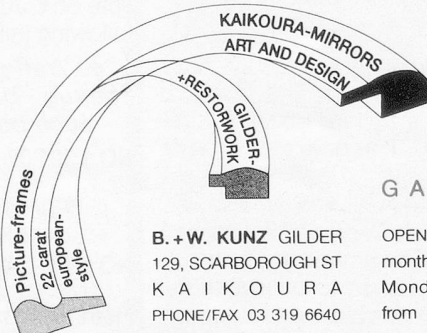 KAIKOURA-MIRRORS
ART AND DESIGN
GILDER-
+RESTORWORK
Picture-frames
22 carat
european-
style
B. + W. KUNZ GILDER
129, SCARBOROUGH ST
KAIKOURA
PHONE/FAX 03 319 6640
G A
OPEN
month
Mond
from